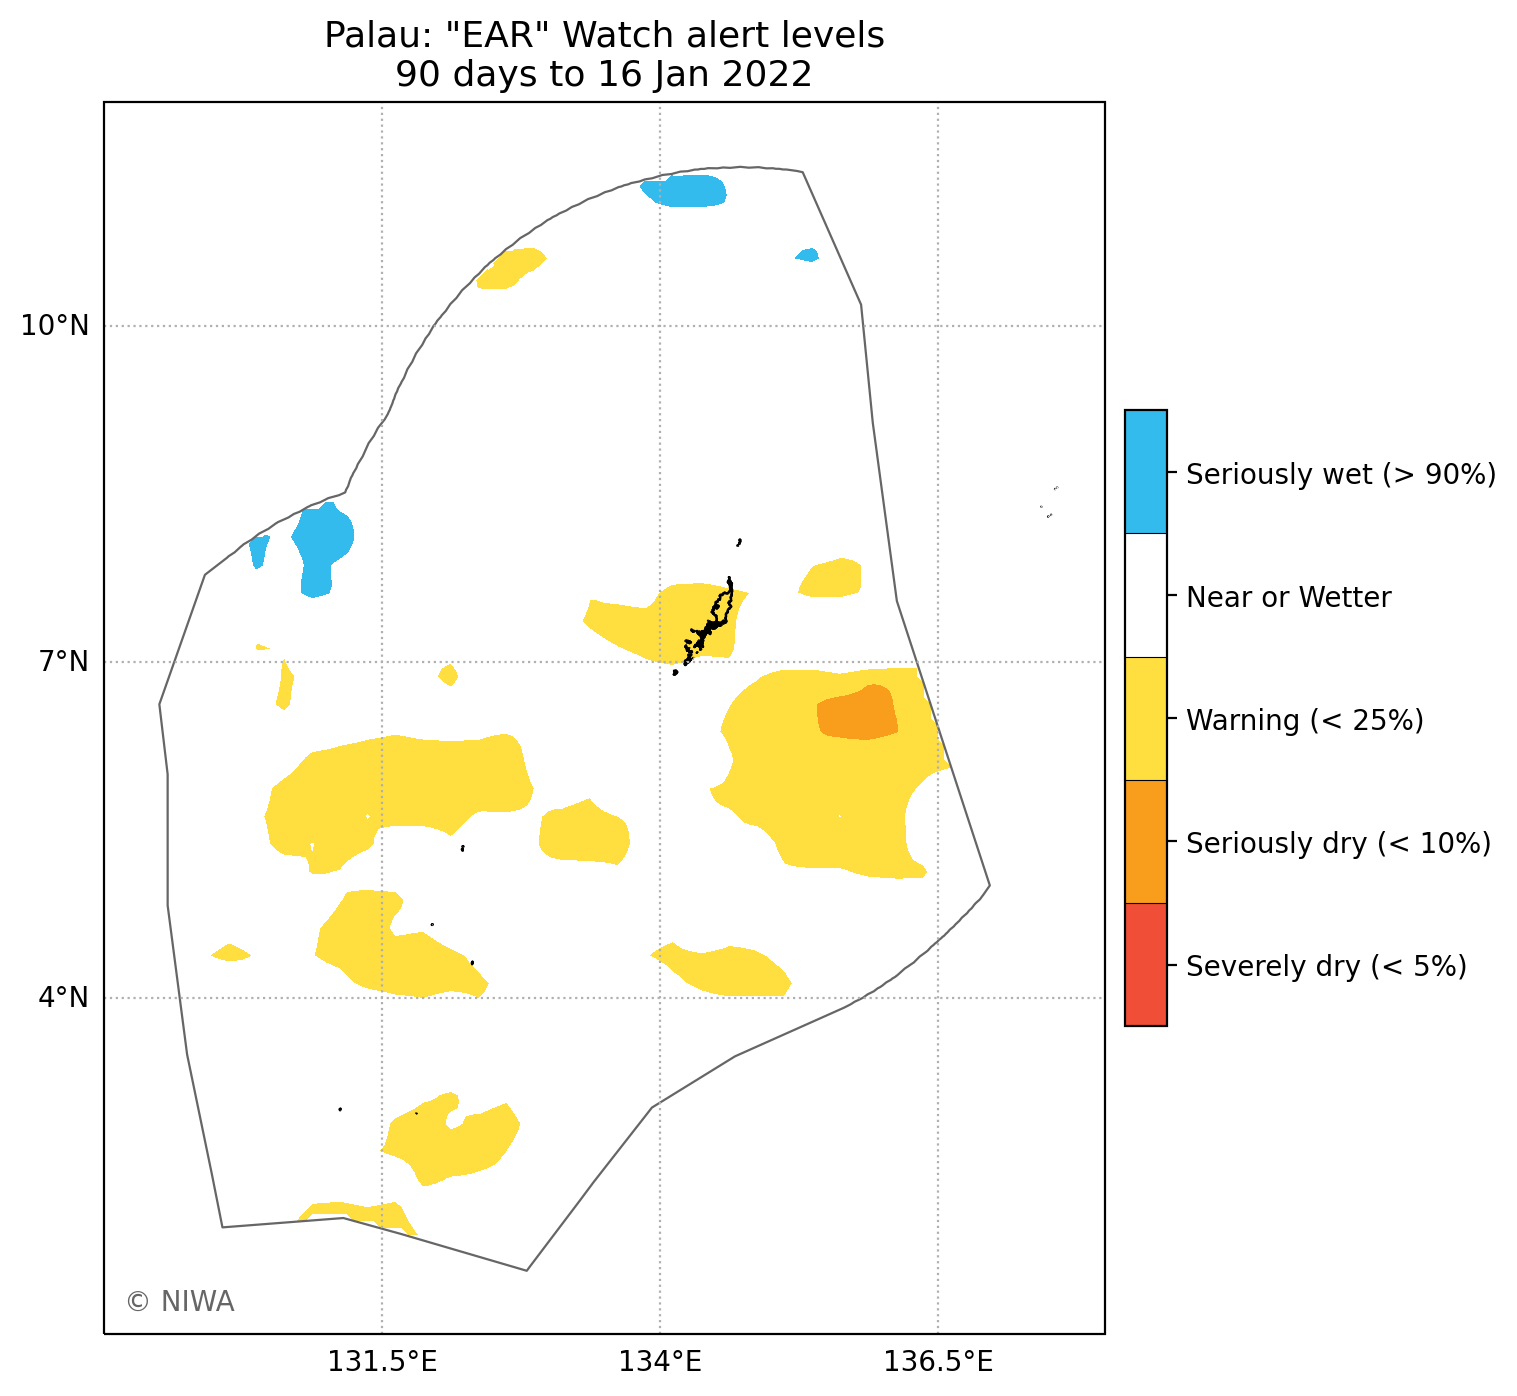 Palau: "EAR" Watch alert levels
90 days to 16 Jan 2022
10°N
7°N
4°N
131.5°E
134°E
136.5°E
Seriously wet (> 90%)
Near or Wetter
Warning (< 25%)
Seriously dry (< 10%)
Severely dry (< 5%)
© NIWA